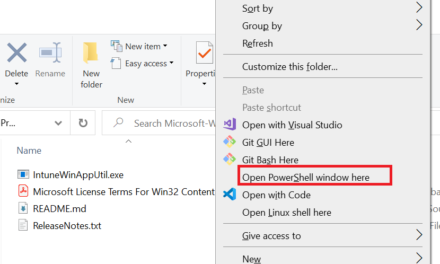 Sort by
Group by
Refresh
Customize this folder...
Paste
Paste shortcut
Open with Visual Studio
Git GUI Here
Git Bash Here
Open PowerShell window here
Open with Code
Open Linux shell here
Give access to
New
Delete
Rename
New
folder
New item
Easy access
Properti
nize
New
Pr...
Search Microsoft-W
Name
IntuneWinAppUtil.exe
Microsoft License Terms For Win32 Content
README.md
ReleaseNotes.txt